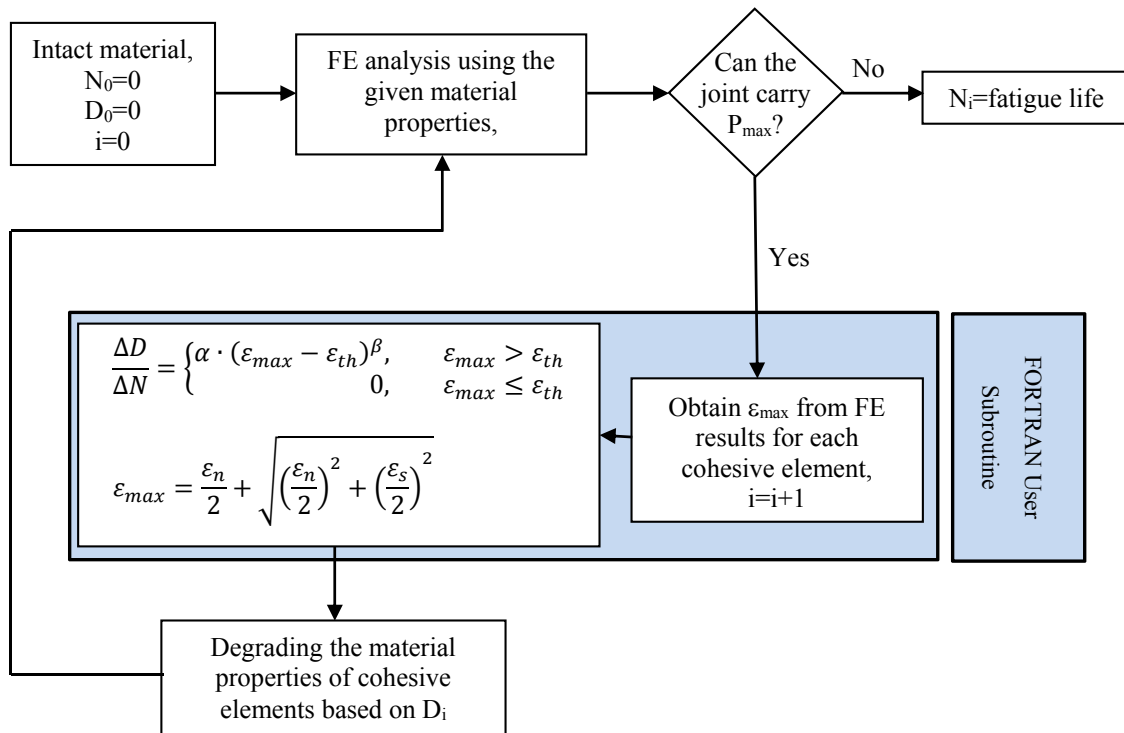 Intact material,
N₀=0
D₀=0
i=0
FE analysis using the
given material
properties,
Can the
joint carry
Pₘₐₓ?
No
Nᵢ=fatigue life
Yes
ΔD/ΔN = { α · (εₘₐₓ − εₜₕ)^β, εₘₐₓ > εₜₕ
0, εₘₐₓ ≤ εₜₕ
εₘₐₓ = εₙ/2 + √((εₙ/2)² + (εₛ/2)²)
Obtain εₘₐₓ from FE
results for each
cohesive element,
i=i+1
FORTRAN User
Subroutine
Degrading the material
properties of cohesive
elements based on Dᵢ